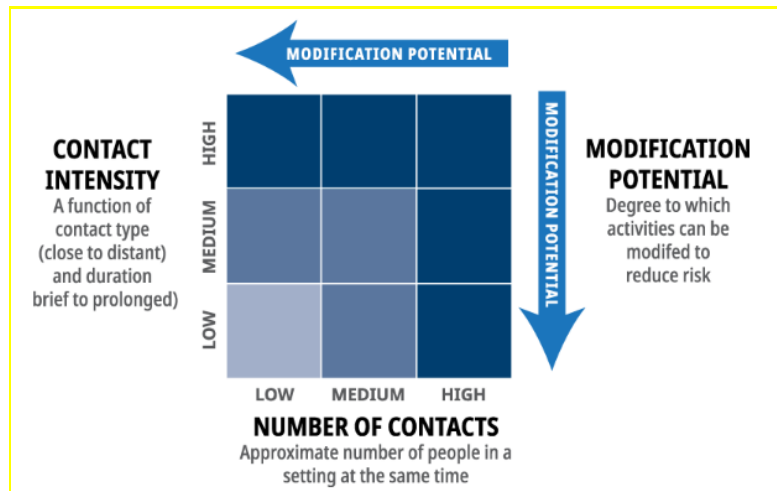 MODIFICATION POTENTIAL
CONTACT
INTENSITY
A function of
contact type
(close to distant)
and duration
brief to prolonged)
HIGH
MEDIUM
LOW
MODIFICATION POTENTIAL
MODIFICATION
POTENTIAL
Degree to which
activities can be
modifed to
reduce risk
LOW
MEDIUM
HIGH
NUMBER OF CONTACTS
Approximate number of people in a
setting at the same time